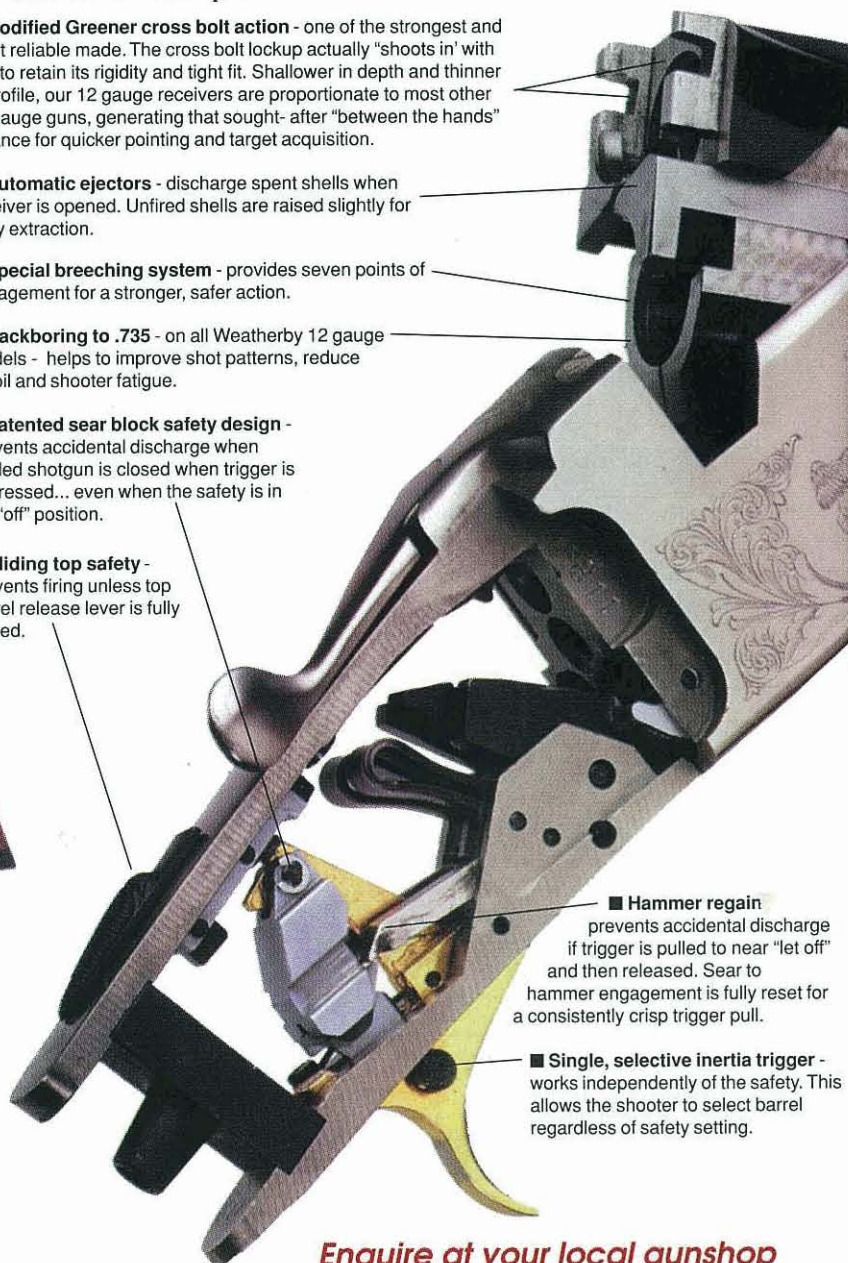 odified Greener cross bolt action - one of the strongest and
t reliable made. The cross bolt lockup actually "shoots in' with
to retain its rigidity and tight fit. Shallower in depth and thinner
rofile, our 12 gauge receivers are proportionate to most other
auge guns, generating that sought- after "between the hands"
ance for quicker pointing and target acquisition.
utomatic ejectors - discharge spent shells when
eiver is opened. Unfired shells are raised slightly for
y extraction.
pecial breeching system - provides seven points of
agement for a stronger, safer action.
ackboring to .735 - on all Weatherby 12 gauge
dels - helps to improve shot patterns, reduce
oil and shooter fatigue.
atented sear block safety design -
vents accidental discharge when
ded shotgun is closed when trigger is
ressed... even when the safety is in
"off" position.
liding top safety -
vents firing unless top
rel release lever is fully
ed.
■ Hammer regain
prevents accidental discharge
if trigger is pulled to near "let off"
and then released. Sear to
hammer engagement is fully reset for
a consistently crisp trigger pull.
■ Single, selective inertia trigger -
works independently of the safety. This
allows the shooter to select barrel
regardless of safety setting.
Enquire at your local gunshop